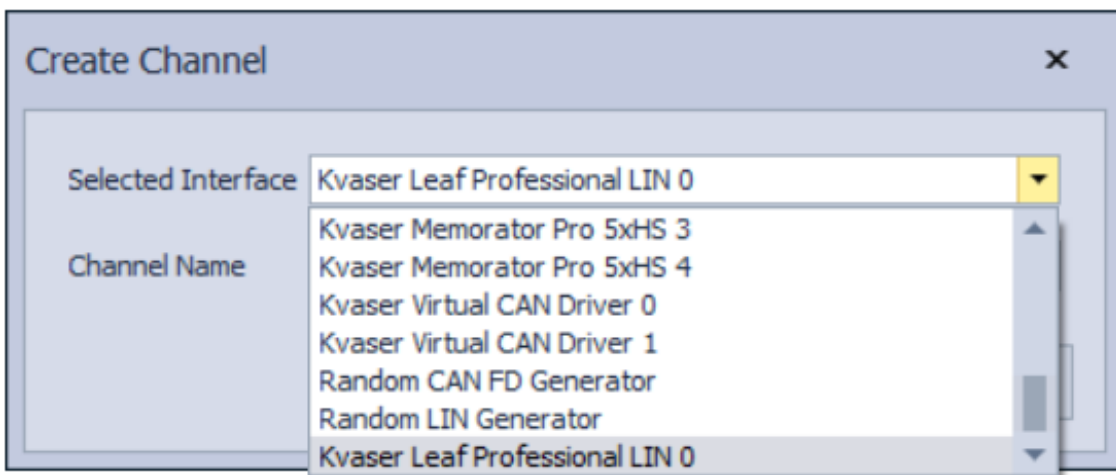 Create Channel
Selected Interface Kvaser Leaf Professional LIN 0
Kvaser Memorator Pro 5xHS 3
Channel Name Kvaser Memorator Pro 5xHS 4
Kvaser Virtual CAN Driver 0
Kvaser Virtual CAN Driver 1
Random CAN FD Generator
Random LIN Generator
Kvaser Leaf Professional LIN 0